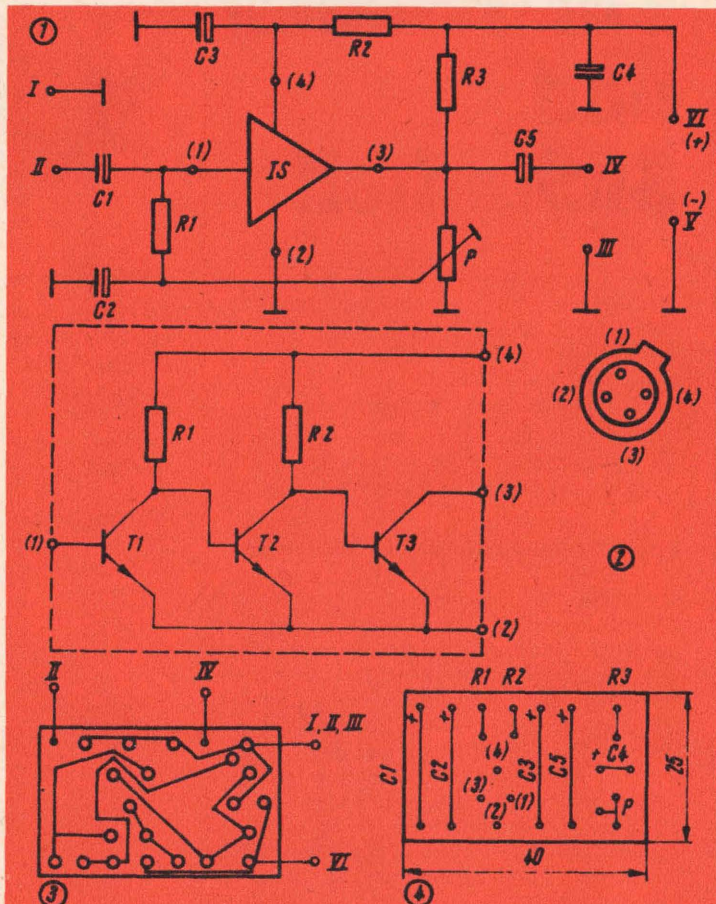 ①
C3
R2
I
(4)
R3
C4
VI
(+)
II
(1)
IS
(3)
C5
IV
C1
R1
(2)
P
(-)
V
III
C2
(4)
(1)
R1
R2
(2)
(4)
(3)
(3)
(1)
T1
T2
T3
②
(2)
II
IV
R1
R2
R3
I, II, III
+
+
+
+
C1
C2
(4)
C3
C5
+ C4
25
(3)
(1)
P
(2)
VI
40
③
④